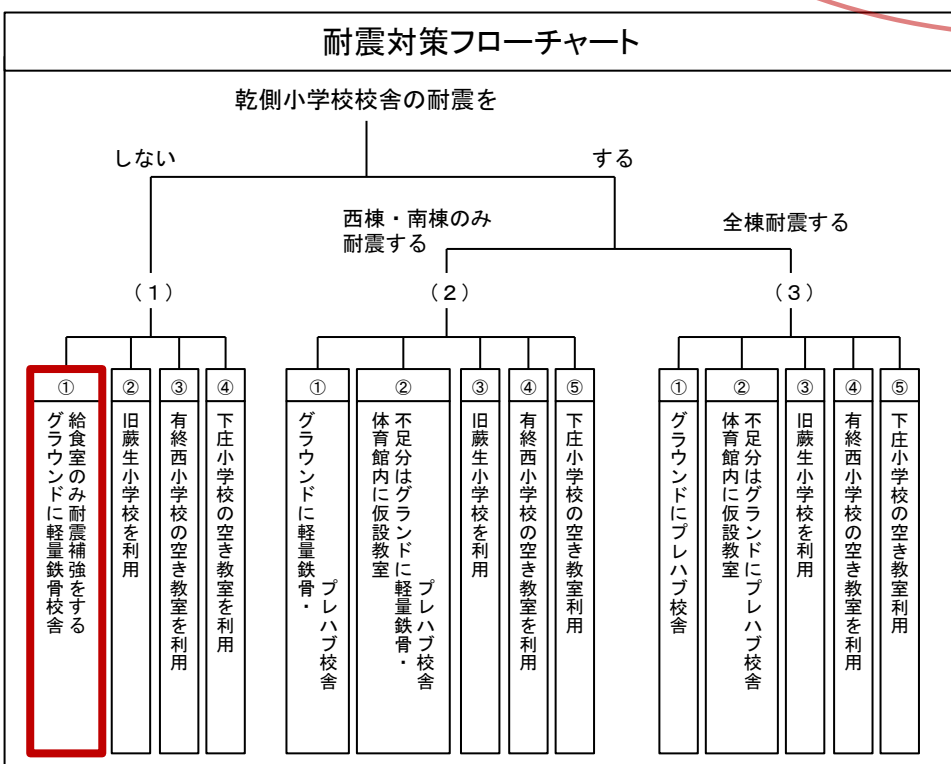 耐震対策フローチャート
乾側小学校校舎の耐震を
しない
する
西棟・南棟のみ
耐震する
全棟耐震する
(1)
(2)
(3)
①
給食室のみ耐震補強をする
グラウンドに軽量鉄骨校舎
②
旧蕨生小学校を利用
③
有終西小学校の空き教室を利用
④
下庄小学校の空き教室を利用
①
グラウンドに軽量鉄骨・
プレハブ校舎
②
体育館内に仮設教室
不足分はグランドに軽量鉄骨・
プレハブ校舎
③
旧蕨生小学校を利用
④
有終西小学校の空き教室を利用
⑤
下庄小学校の空き教室利用
①
グラウンドにプレハブ校舎
②
体育館内に仮設教室
不足分はグランドにプレハブ校舎
③
旧蕨生小学校を利用
④
有終西小学校の空き教室を利用
⑤
下庄小学校の空き教室利用